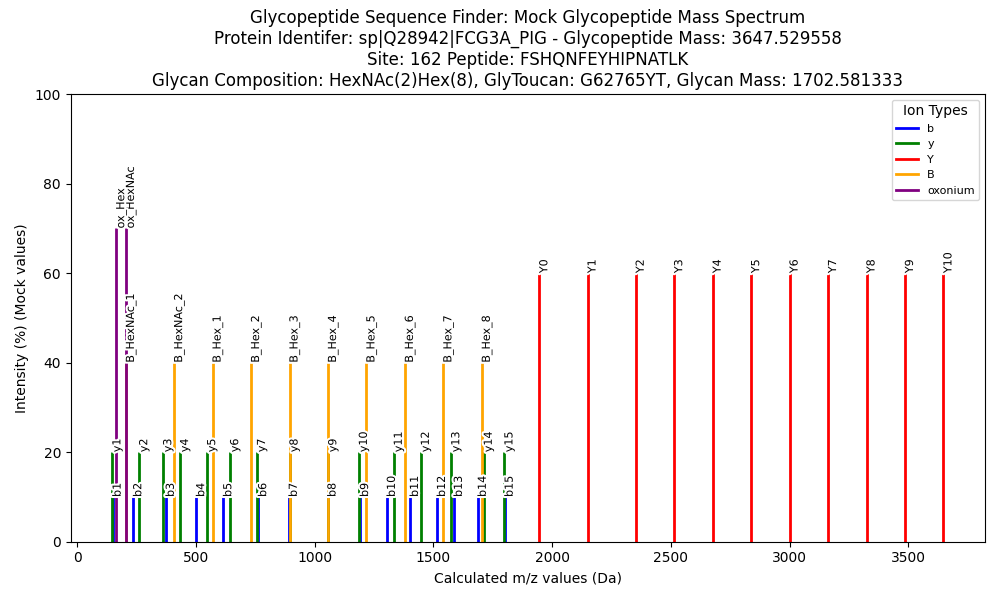 Glycopeptide Sequence Finder: Mock Glycopeptide Mass Spectrum
Protein Identifer: sp|Q28942|FCG3A_PIG - Glycopeptide Mass: 3647.529558
Site: 162 Peptide: FSHQNFEYHIPNATLK
Glycan Composition: HexNAc(2)Hex(8), GlyToucan: G62765YT, Glycan Mass: 1702.581333
Intensity (%) (Mock values)
100
80
60
40
20
0
Ion Types
b
y
Y
B
oxonium
ox_Hex
ox_HexNAc
B_HexNAc_1
B_HexNAc_2
B_Hex_1
B_Hex_2
B_Hex_3
B_Hex_4
B_Hex_5
B_Hex_6
B_Hex_7
B_Hex_8
Y0
Y1
Y2
Y3
Y4
Y5
Y6
Y7
Y8
Y9
Y10
y1
y2
y3
y4
y5
y6
y7
y8
y9
y10
y11
y12
y13
y14
y15
b1
b2
b3
b4
b5
b6
b7
b8
b9
b10
b11
b12
b13
b14
b15
0
500
1000
1500
2000
2500
3000
3500
Calculated m/z values (Da)